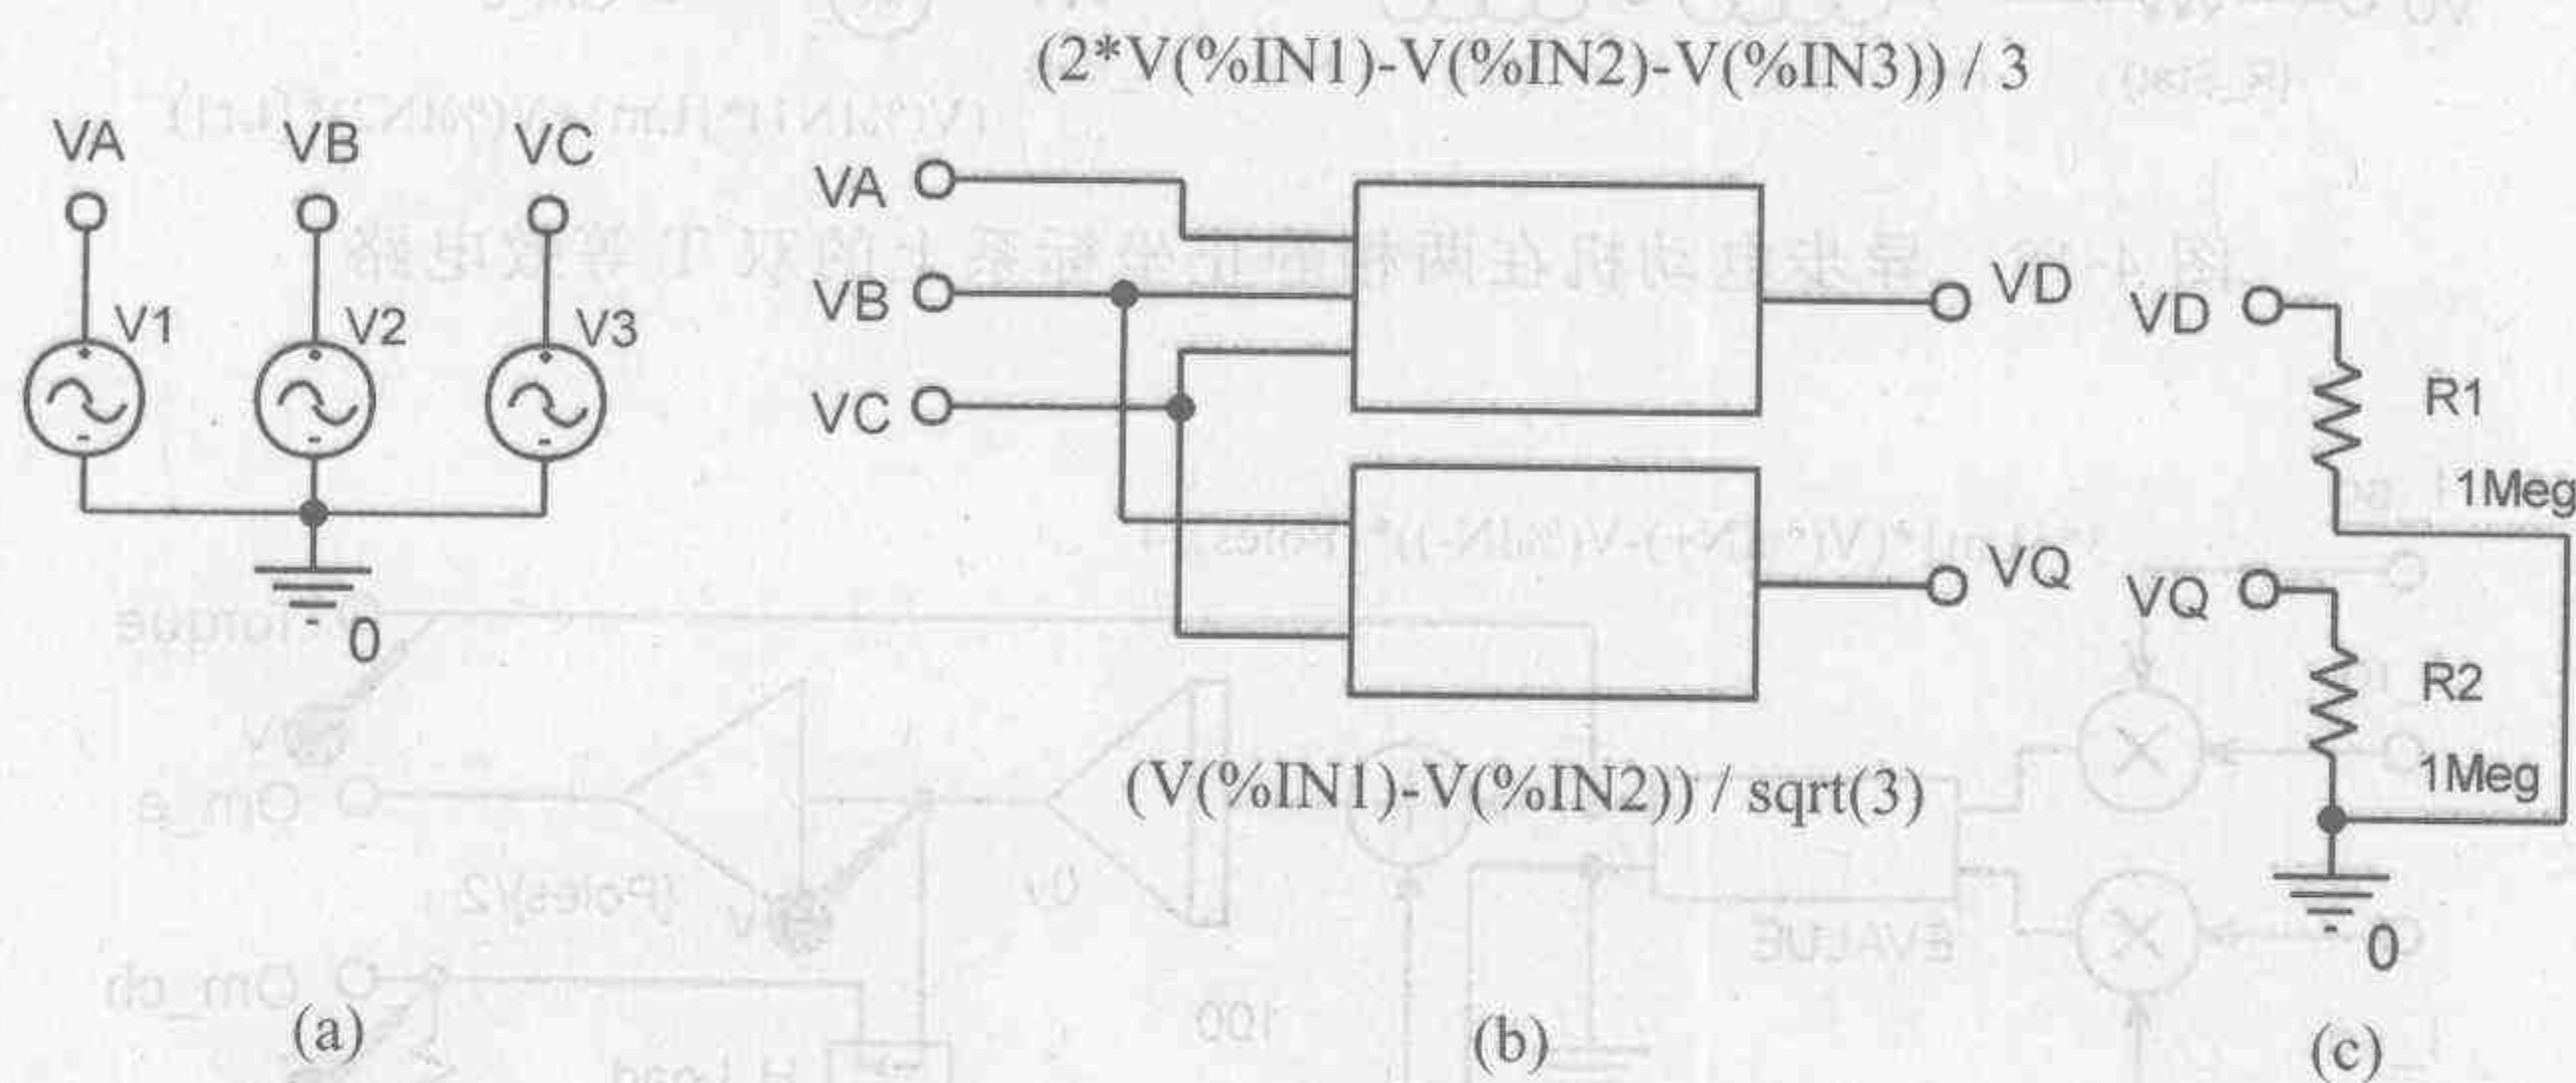 (2*V(%IN1)-V(%IN2)-V(%IN3)) / 3
VA VB VC
V1 V2 V3
0
VA
VB
VC
VD
VQ
(V(%IN1)-V(%IN2)) / sqrt(3)
VD
R1
1Meg
VQ
R2
1Meg
0
(a) (b) (c)